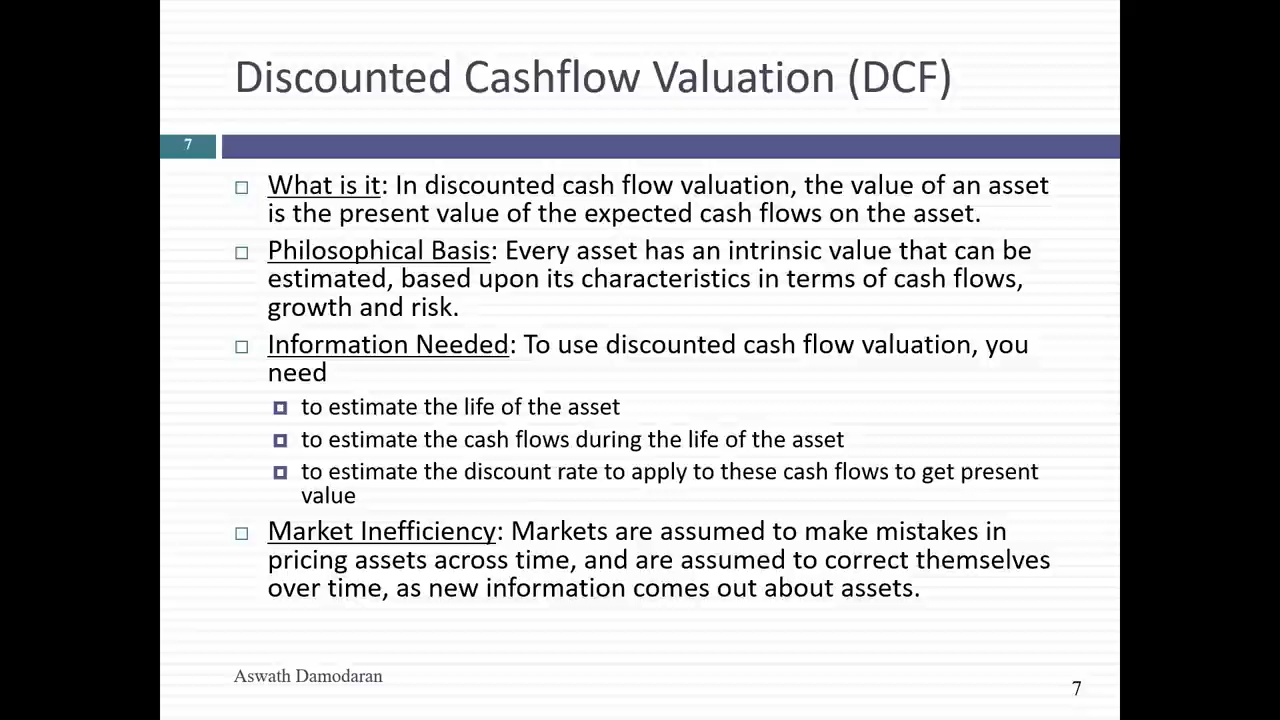 Discounted Cashflow Valuation (DCF)
7
What is it: In discounted cash flow valuation, the value of an asset
is the present value of the expected cash flows on the asset.
Philosophical Basis: Every asset has an intrinsic value that can be
estimated, based upon its characteristics in terms of cash flows,
growth and risk.
Information Needed: To use discounted cash flow valuation, you
need
to estimate the life of the asset
to estimate the cash flows during the life of the asset
to estimate the discount rate to apply to these cash flows to get present
value
Market Inefficiency: Markets are assumed to make mistakes in
pricing assets across time, and are assumed to correct themselves
over time, as new information comes out about assets.
Aswath Damodaran
7